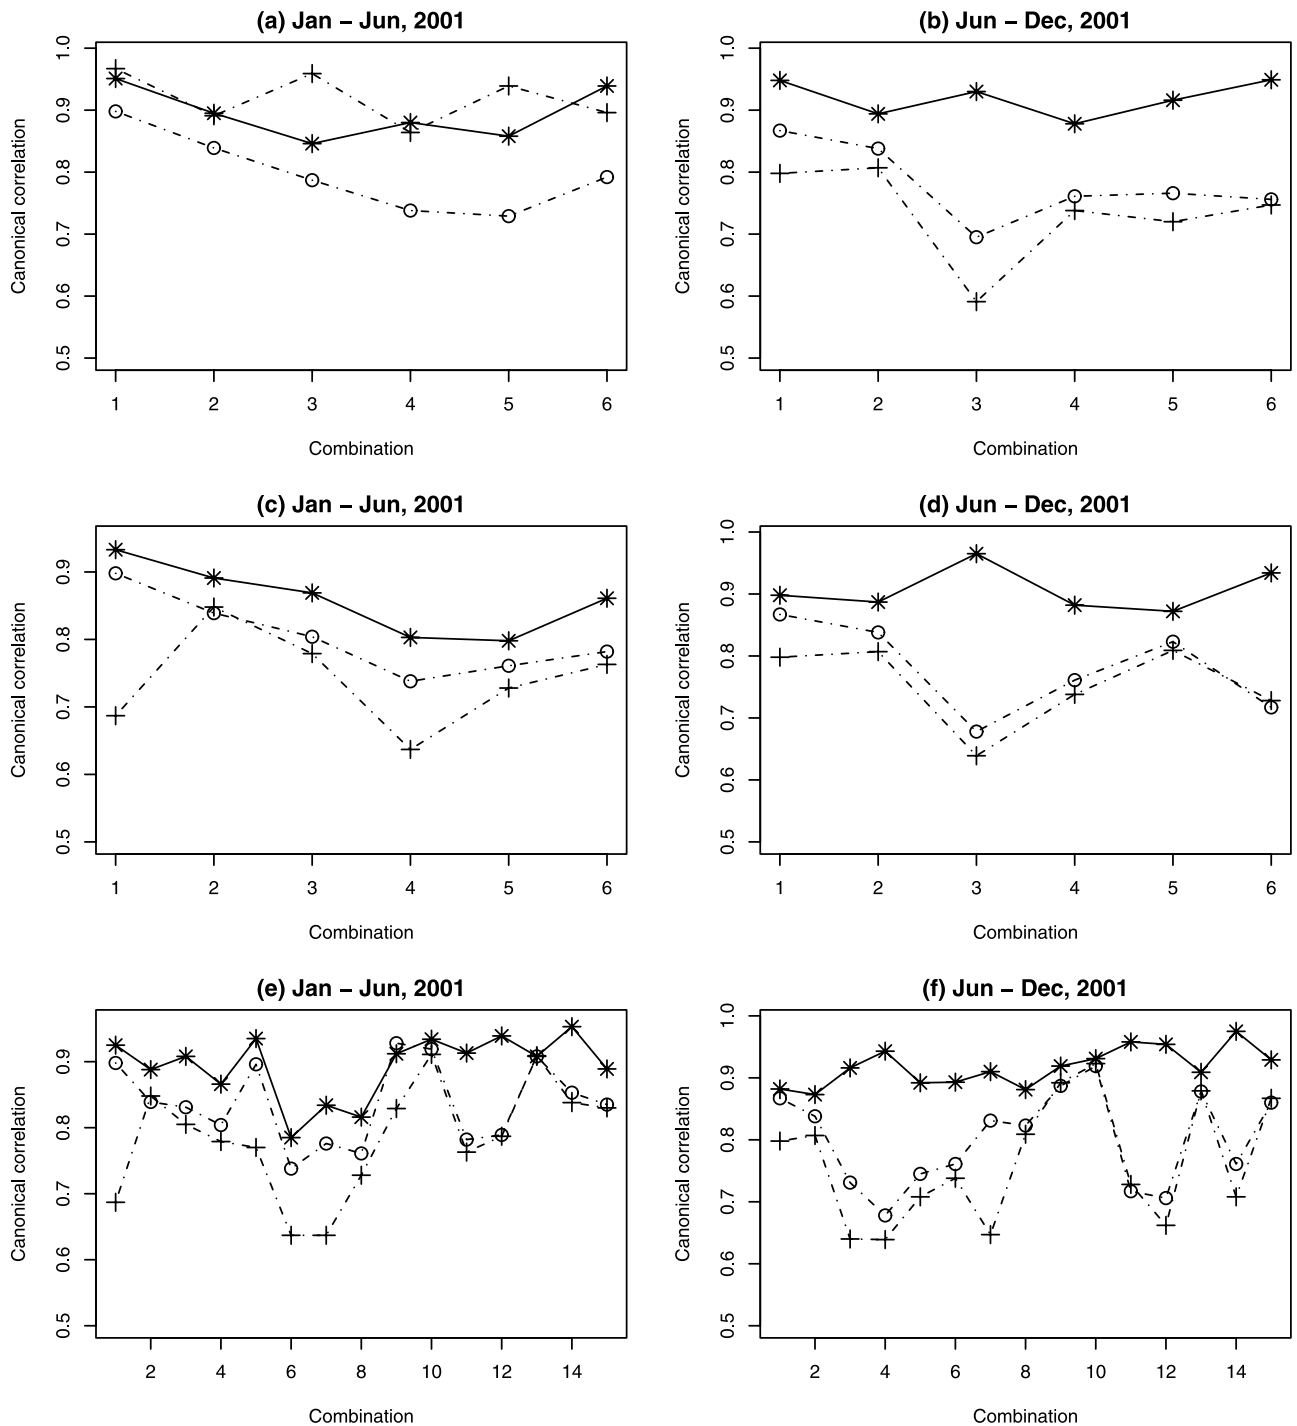 (a) Jan – Jun, 2001
Canonical correlation
1.0
0.9
0.8
0.7
0.6
0.5
1 2 3 4 5 6
Combination
(b) Jun – Dec, 2001
Canonical correlation
1.0
0.9
0.8
0.7
0.6
0.5
1 2 3 4 5 6
Combination
(c) Jan – Jun, 2001
Canonical correlation
0.9
0.8
0.7
0.6
0.5
1 2 3 4 5 6
Combination
(d) Jun – Dec, 2001
Canonical correlation
1.0
0.9
0.8
0.7
0.6
0.5
1 2 3 4 5 6
Combination
(e) Jan – Jun, 2001
Canonical correlation
0.9
0.8
0.7
0.6
0.5
2 4 6 8 10 12 14
Combination
(f) Jun – Dec, 2001
Canonical correlation
1.0
0.9
0.8
0.7
0.6
0.5
2 4 6 8 10 12 14
Combination